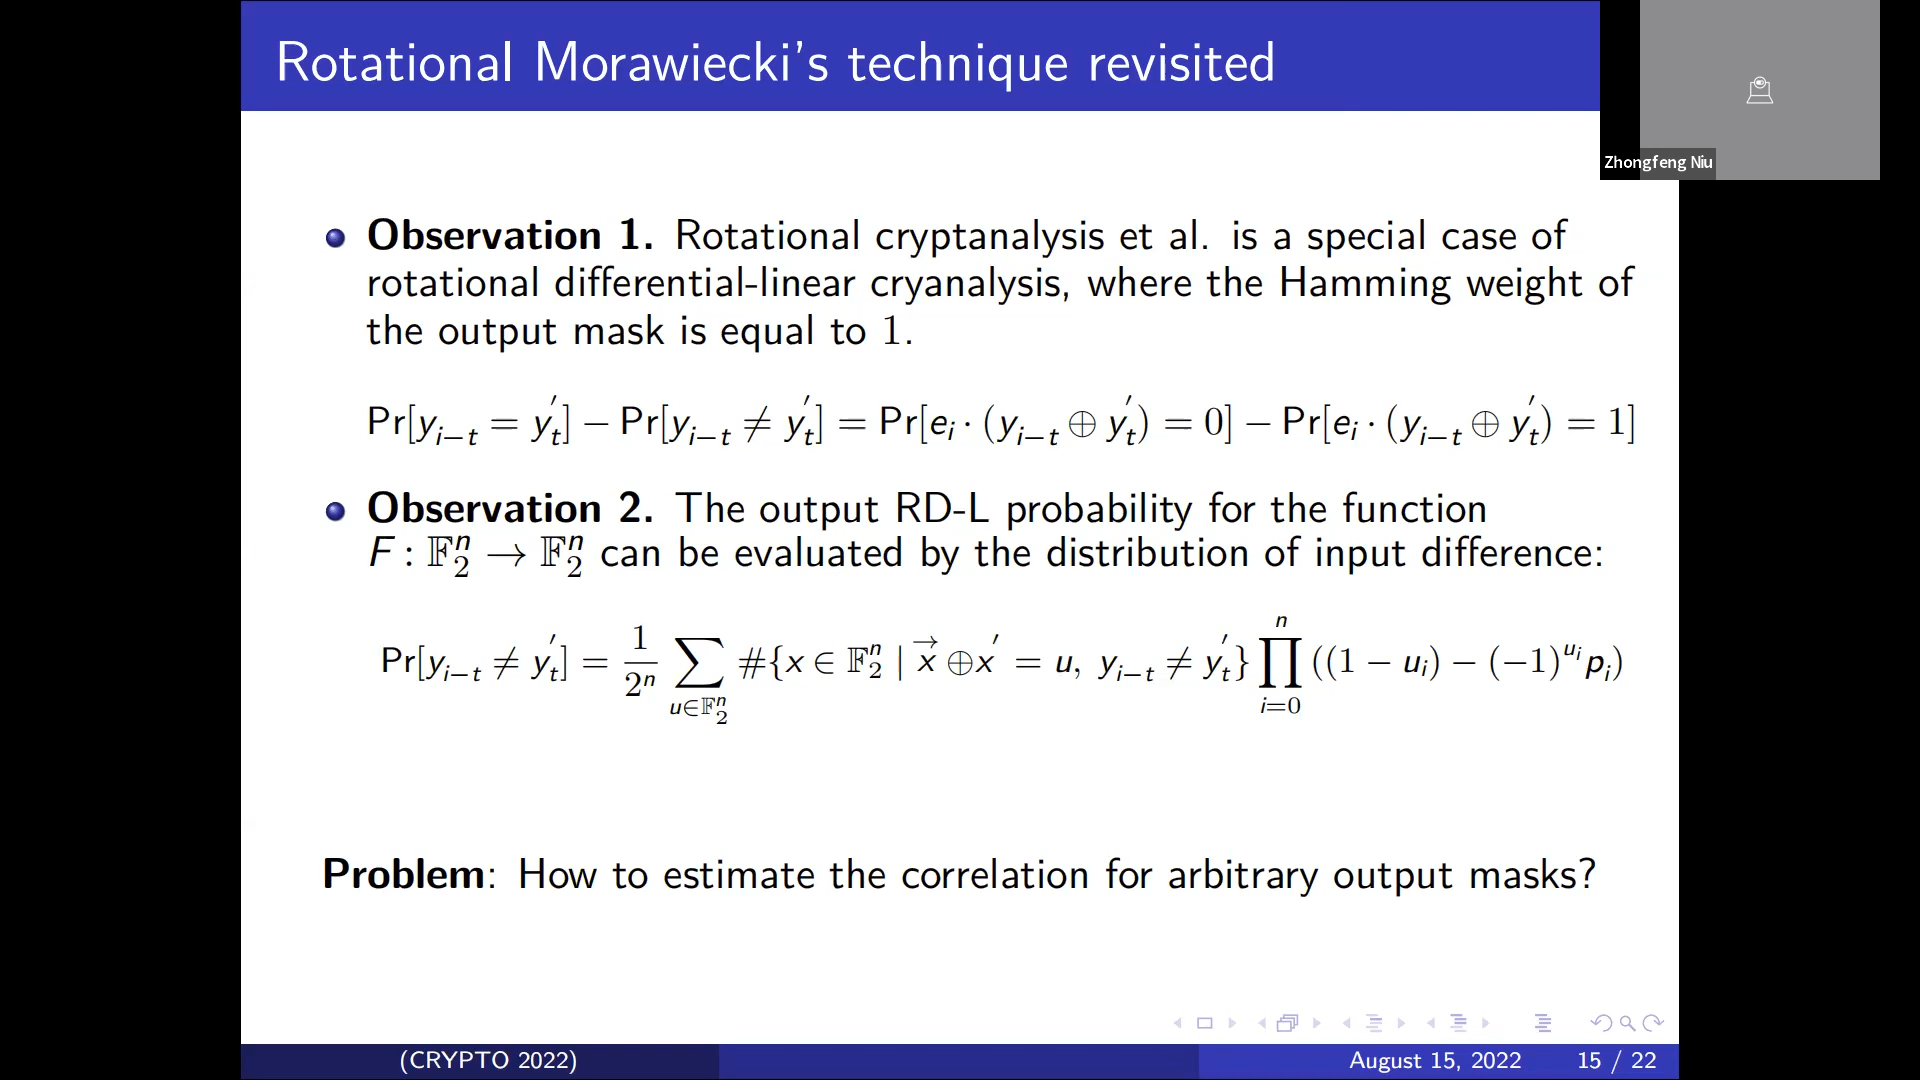 Rotational Morawiecki's technique revisited
Zhongfeng Niu
Observation 1. Rotational cryptanalysis et al. is a special case of
rotational differential-linear cryanalysis, where the Hamming weight of
the output mask is equal to 1.
Pr[y_{i−t} = y'_t] − Pr[y_{i−t} ≠ y'_t] = Pr[e_i · (y_{i−t} ⊕ y'_t) = 0] − Pr[e_i · (y_{i−t} ⊕ y'_t) = 1]
Observation 2. The output RD-L probability for the function
F : 𝔽_2^n → 𝔽_2^n can be evaluated by the distribution of input difference:
Pr[y_{i−t} ≠ y'_t] = \frac{1}{2^n} ∑_{u∈𝔽_2^n} #{x ∈ 𝔽_2^n | \overrightarrow{x} ⊕ x' = u, y_{i−t} ≠ y'_t} ∏_{i=0}^{n} ((1 − u_i) − (−1)^{u_i} p_i)
Problem: How to estimate the correlation for arbitrary output masks?
(CRYPTO 2022) August 15, 2022 15 / 22